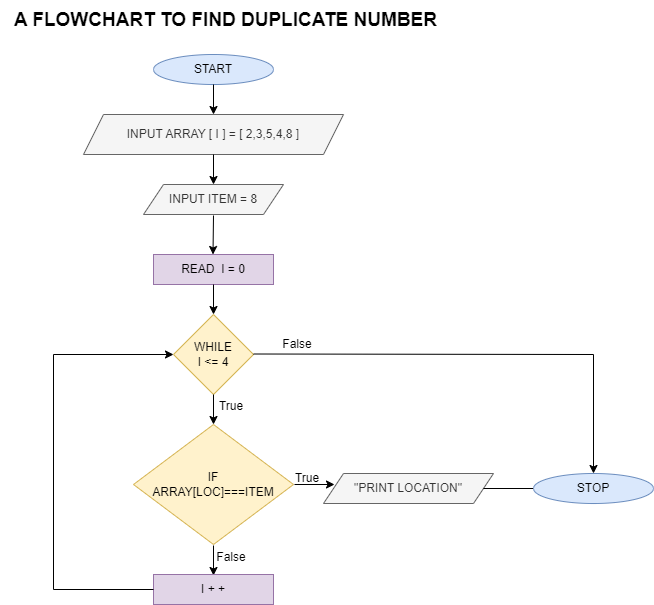 A FLOWCHART TO FIND DUPLICATE NUMBER
START
INPUT ARRAY [ I ] = [ 2,3,5,4,8 ]
INPUT ITEM = 8
READ I = 0
WHILE
I <= 4
False
True
IF
ARRAY[LOC]===ITEM
True
"PRINT LOCATION"
STOP
False
I + +